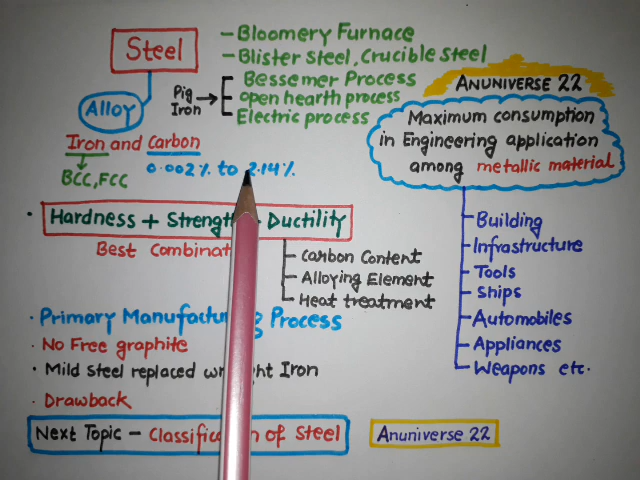 Steel
Alloy
Iron and Carbon
BCC, FCC
0.002% to 2.14%
- Bloomery Furnace
- Blister Steel, Crucible Steel
Pig Iron →
Bessemer Process
open hearth process
Electric process
ANUNIVERSE 22
Maximum consumption
in Engineering application
among metallic material
Building
Infrastructure
Tools
Ships
Automobiles
Appliances
Weapons etc.
• Hardness + Ductility
Best
Carbon Content
Alloying Element
Heat treatment
• Primary Process
• No Free graphite
• Mild Steel replaced Iron
• Drawback
Next Topic - of Steel
Anuniverse 22